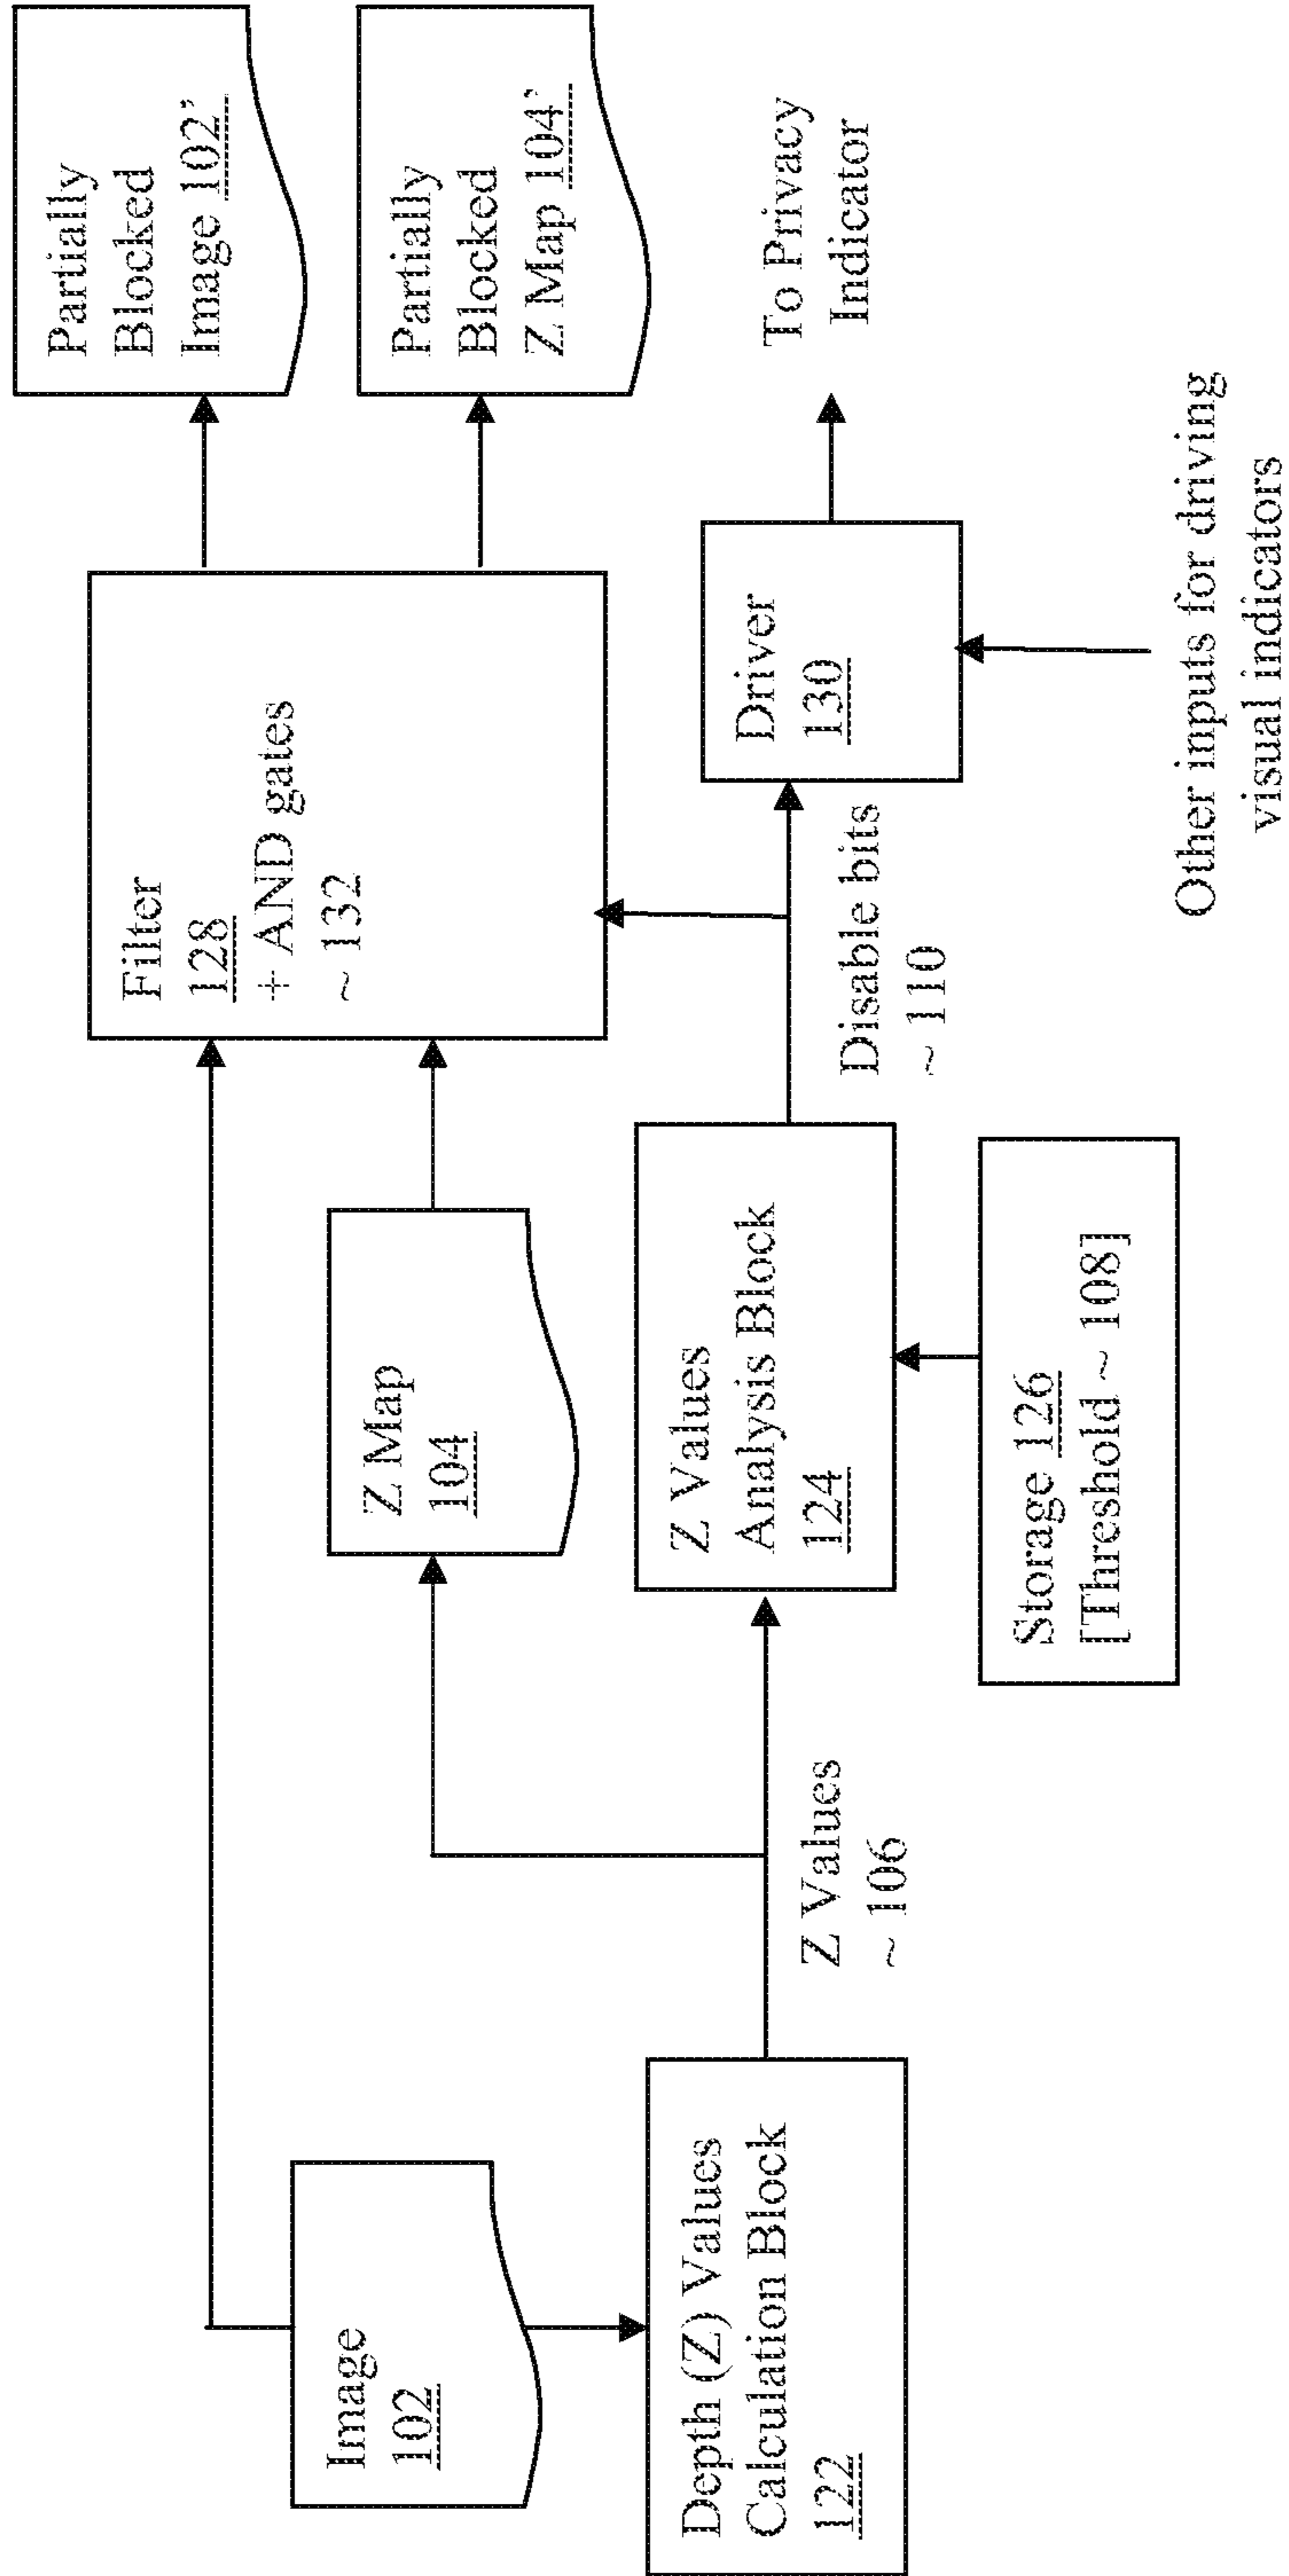 Image
102
Depth (Z) Values
Calculation Block
122
Z Values
~ 106
Z Map
104
Z Values
Analysis Block
124
Storage 126
[Threshold ~ 108]
Disable bits
~ 110
Filter
128
+ AND gates
~ 132
Driver
130
Other inputs for driving
visual indicators
Partially
Blocked
Image 102’
Partially
Blocked
Z Map 104’
To Privacy
Indicator